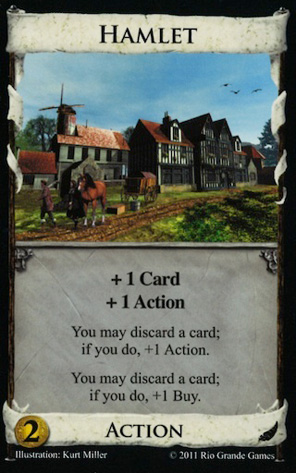 HAMLET
+1 Card
+1 Action
You may discard a card;
if you do, +1 Action.
You may discard a card;
if you do, +1 Buy.
2 ACTION
Illustration: Kurt Miller © 2011 Rio Grande Games